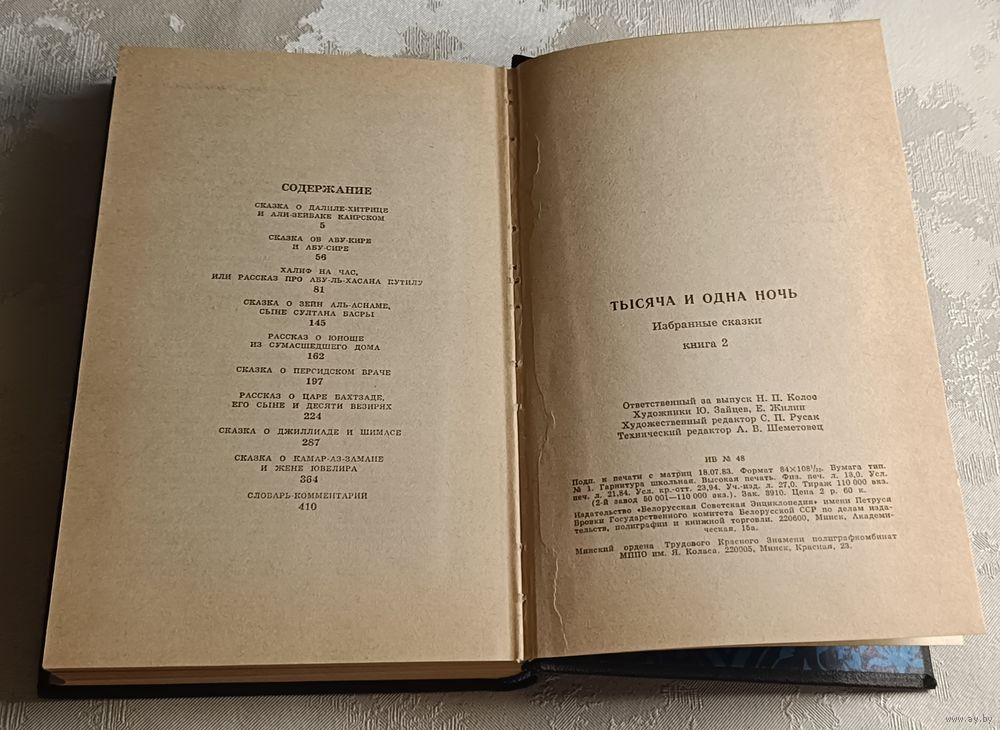 СОДЕРЖАНИЕ
СКАЗКА О ДАЛИЛЕ-ХИТРИЦЕ
И АЛИ-ЗЕЙБАКЕ КАИРСКОМ
5
СКАЗКА ОБ АБУ-КИРЕ
И АБУ-СИРЕ
56
ХАЛИФ НА ЧАС,
ИЛИ РАССКАЗ ПРО АБУ-ЛЬ-ХАСАНА КУТИЛУ
81
СКАЗКА О ЗЕЙН АЛЬ-АСНАМЕ,
СЫНЕ СУЛТАНА БАСРЫ
145
РАССКАЗ О ЮНОШЕ
ИЗ СУМАСШЕДШЕГО ДОМА
162
СКАЗКА О ПЕРСИДСКОМ ВРАЧЕ
197
РАССКАЗ О ЦАРЕ БАХТЗАДЕ,
ЕГО СЫНЕ И ДЕСЯТИ ВЕЗИРЯХ
224
СКАЗКА О ДЖИЛЛИАДЕ И ШИМАСЕ
287
СКАЗКА О КАМАР-АЗ-ЗАМАНЕ
И ЖЕНЕ ЮВЕЛИРА
364
СЛОВАРЬ-КОММЕНТАРИЙ
410
ТЫСЯЧА И ОДНА НОЧЬ
Избранные сказки
книга 2
Ответственный за выпуск Н. П. Колос
Художники Ю. Зайцев, Е. Жилин
Художественный редактор С. П. Русак
Технический редактор А. В. Шеметовец
ИВ № 48
Подп. к печати с матриц 18.07.83. Формат 84×108¹/₃₂. Бумага тип.
№ 1. Гарнитура школьная. Высокая печать. Физ. печ. л. 13,0. Усл.
печ. л. 21,84. Усл. кр.-отт. 23,94. Уч.-изд. л. 27,0. Тираж 110 000 экз.
(2-й завод 50 001—110 000 экз.). Зак. 3910. Цена 2 р. 60 к.
Издательство «Белорусская Советская Энциклопедия» имени Петруся
Бровки Государственного комитета Белорусской ССР по делам изда-
тельств, полиграфии и книжной торговли. 220600, Минск, Академи-
ческая, 15а.
Минский ордена Трудового Красного Знамени полиграфкомбинат
МППО им. Я. Коласа. 220005, Минск, Красная, 23.
www.ay.by